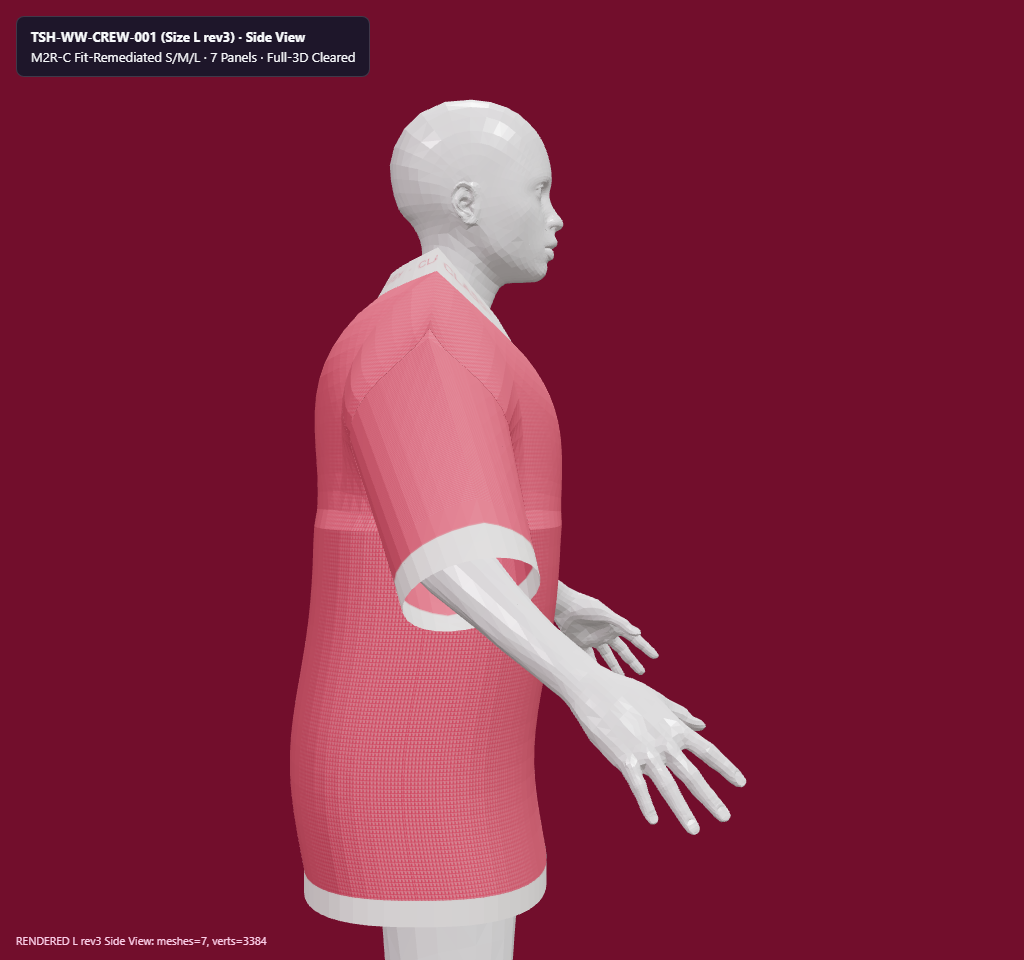 TSH-WW-CREW-001 (Size L rev3) · Side View
M2R-C Fit-Remediated S/M/L · 7 Panels · Full-3D Cleared
RENDERED L rev3 Side View: meshes=7, verts=3384